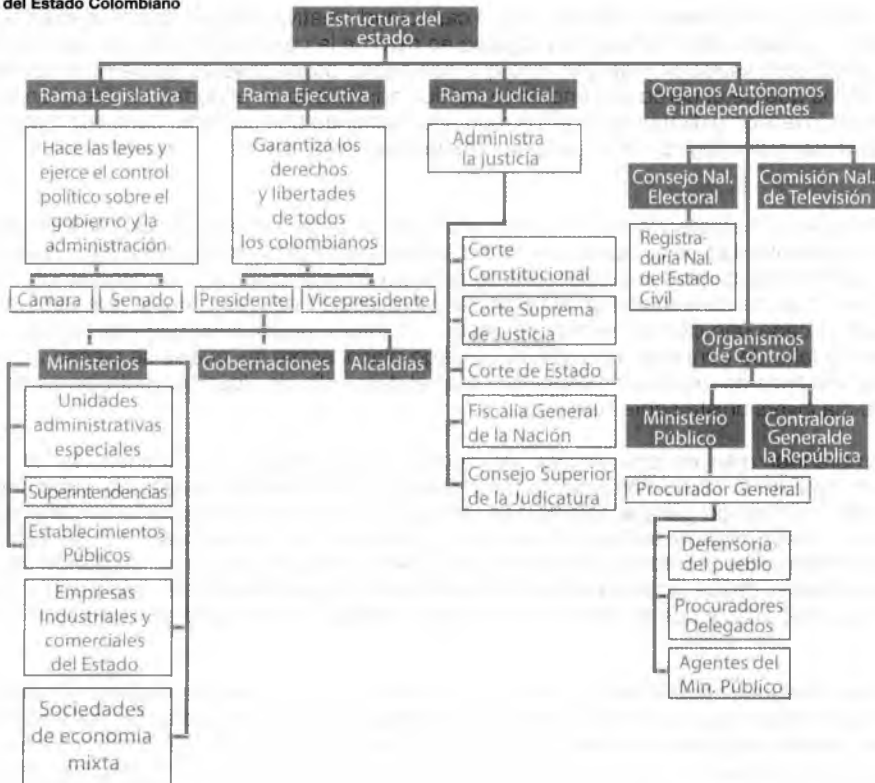 del Estado Colombiano
Estructura del
estado
Rama Legislativa
Hace las leyes y
ejerce el control
político sobre el
gobierno y la
administración
Cámara
Senado
Rama Ejecutiva
Garantiza los
derechos
y libertades
de todos
los colombianos
Presidente
Vicepresidente
Ministerios
Gobernaciones
Alcaldías
Unidades
administrativas
especiales
Superintendencias
Establecimientos
Públicos
Empresas
Industriales y
comerciales
del Estado
Sociedades
de economía
mixta
Rama Judicial
Administra
la justicia
Corte
Constitucional
Corte Suprema
de Justicia
Corte de Estado
Fiscalía General
de la Nación
Consejo Superior
de la Judicatura
Organos Autónomos
e independientes
Consejo Nal.
Electoral
Registra-
duría Nal.
del Estado
Civil
Comisión Nal.
de Televisión
Organismos
de Control
Ministerio
Público
Contraloría
Generalde
la República
Procurador General
Defensoría
del pueblo
Procuradores
Delegados
Agentes del
Min. Público